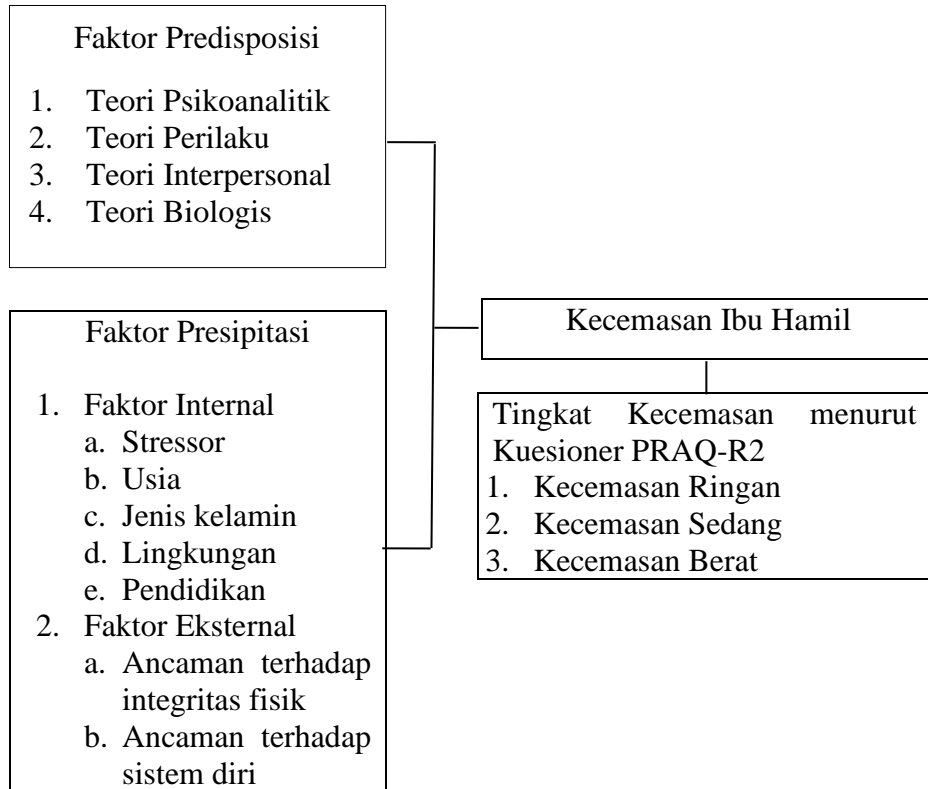 Faktor Predisposisi
1. Teori Psikoanalitik
2. Teori Perilaku
3. Teori Interpersonal
4. Teori Biologis
Faktor Presipitasi
1. Faktor Internal
a. Stressor
b. Usia
c. Jenis kelamin
d. Lingkungan
e. Pendidikan
2. Faktor Eksternal
a. Ancaman terhadap
integritas fisik
b. Ancaman terhadap
sistem diri
Kecemasan Ibu Hamil
Tingkat Kecemasan menurut
Kuesioner PRAQ-R2
1. Kecemasan Ringan
2. Kecemasan Sedang
3. Kecemasan Berat